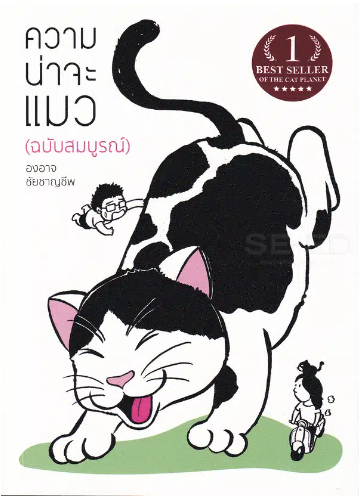 ความ
น่าจะ
แมว
(ฉบับสมบูรณ์)
องอาจ
ชัยชาญชีพ
1
BEST SELLER
OF THE CAT PLANET